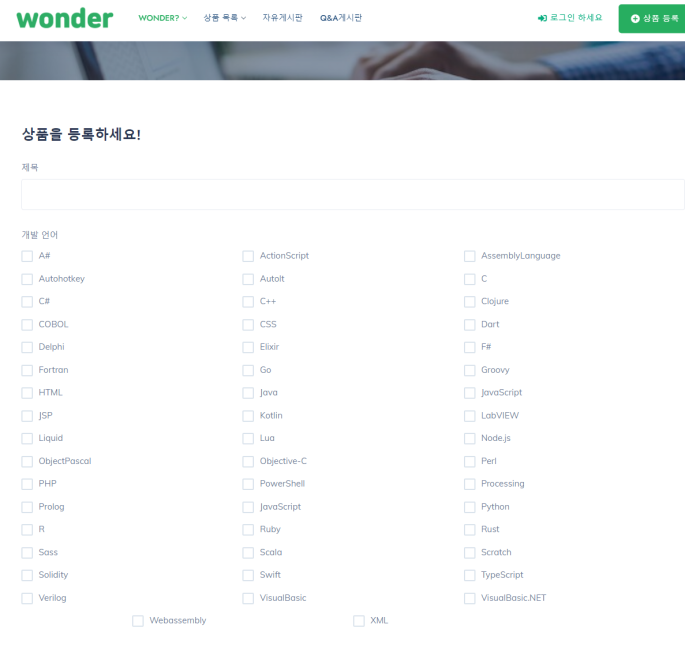 wonder WONDER? 상품 목록 자유게시판 Q&A게시판 로그인 하세요 상품 등록
상품을 등록하세요!
제목
개발 언어
A# ActionScript AssemblyLanguage
Autohotkey AutoIt C
C# C++ Clojure
COBOL CSS Dart
Delphi Elixir F#
Fortran Go Groovy
HTML Java JavaScript
JSP Kotlin LabVIEW
Liquid Lua Node.js
ObjectPascal Objective-C Perl
PHP PowerShell Processing
Prolog JavaScript Python
R Ruby Rust
Sass Scala Scratch
Solidity Swift TypeScript
Verilog VisualBasic VisualBasic.NET
Webassembly XML